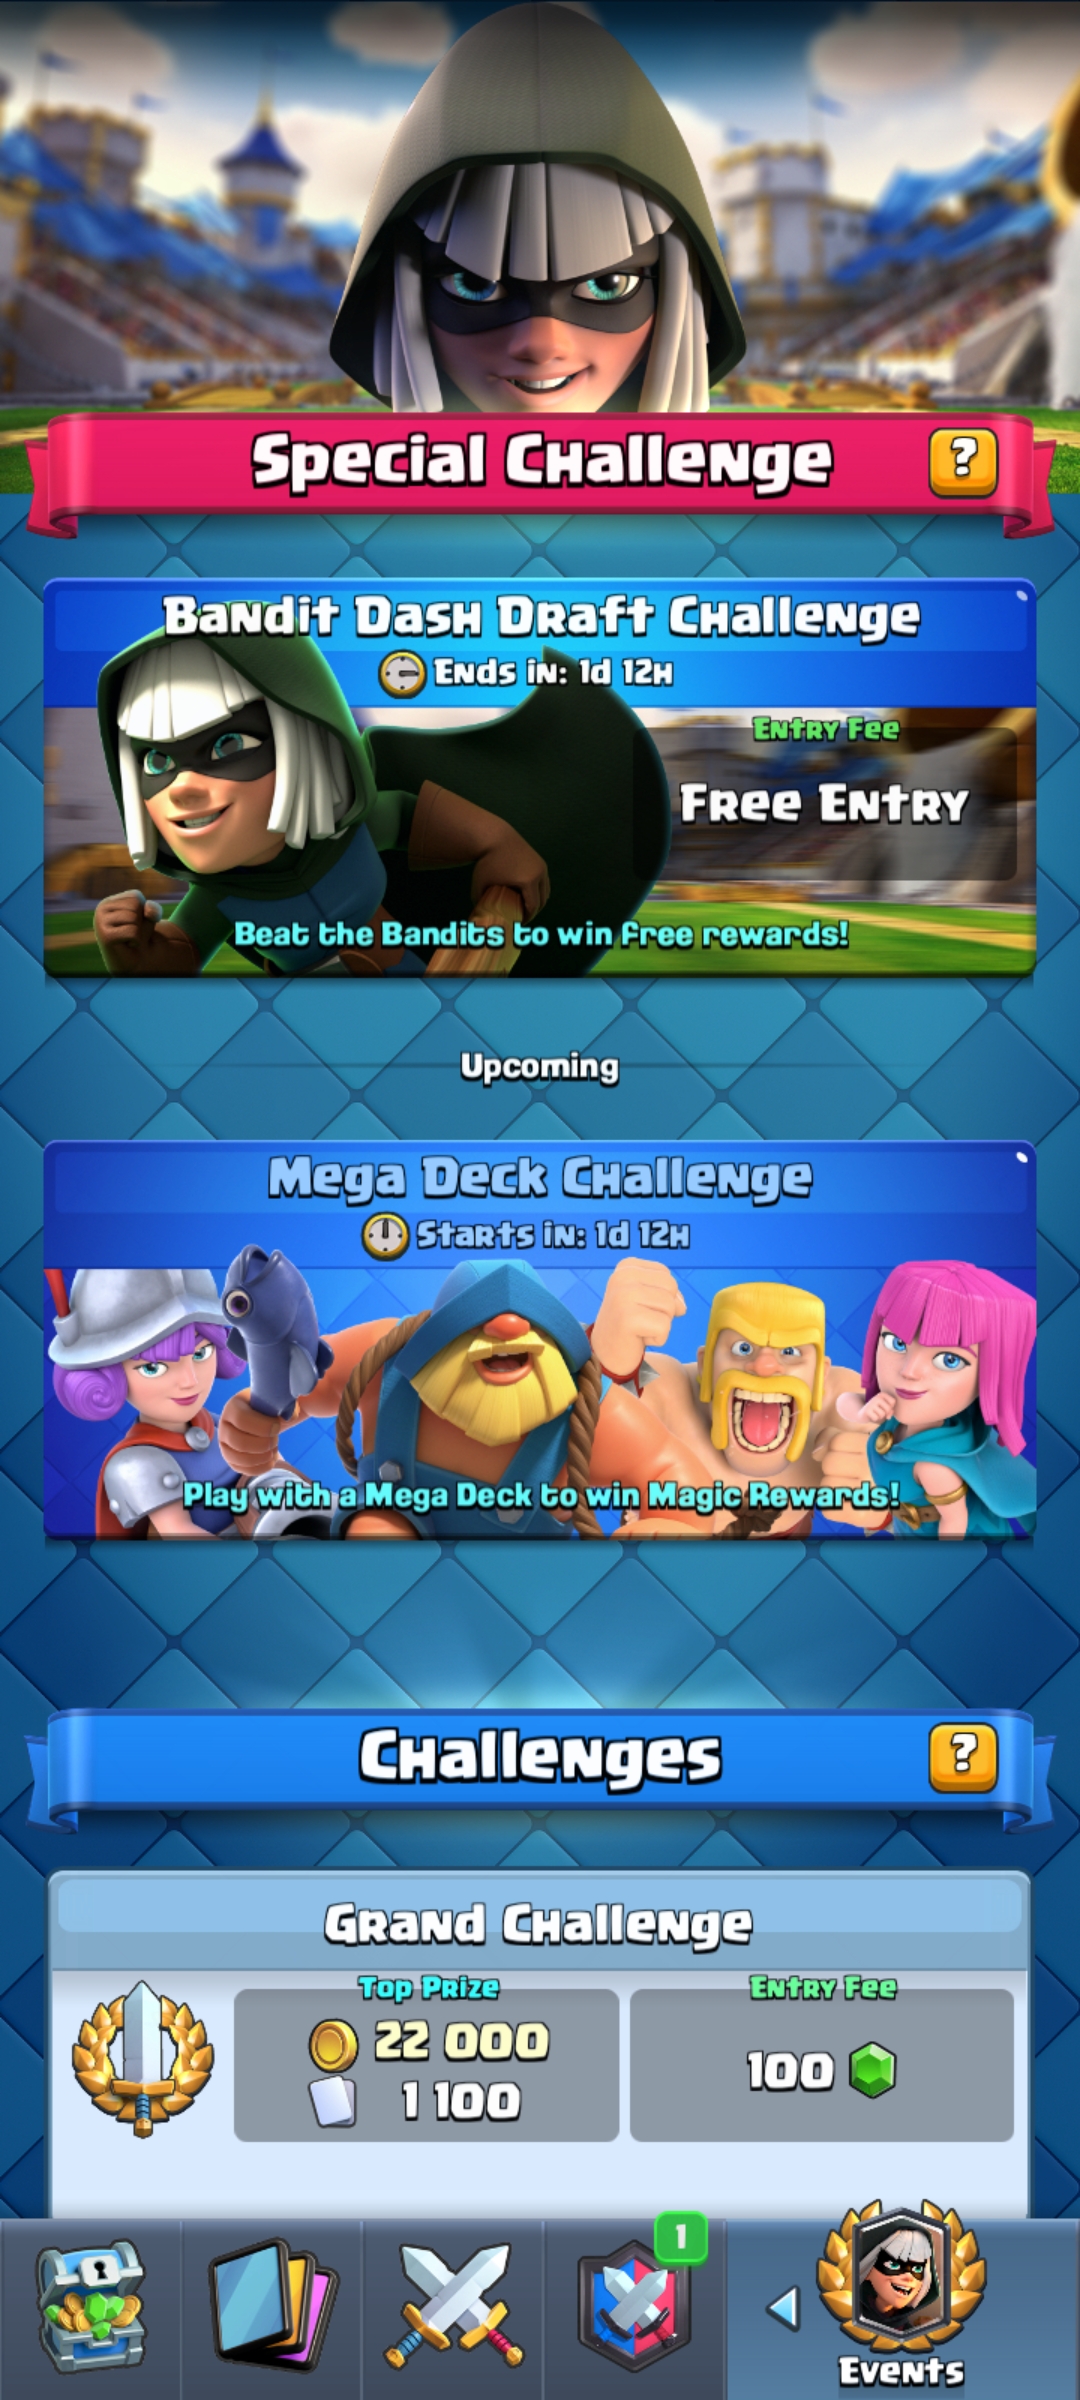 Special Challenge
?
Bandit Dash Draft Challenge
Ends in: 1d 12h
Entry Fee
Free Entry
Beat the Bandits to win free rewards!
Upcoming
Mega Deck Challenge
Starts in: 1d 12h
Play with a Mega Deck to win Magic Rewards!
Challenges
?
Grand Challenge
Top Prize
Entry Fee
22 000
1 100
100
1
Events